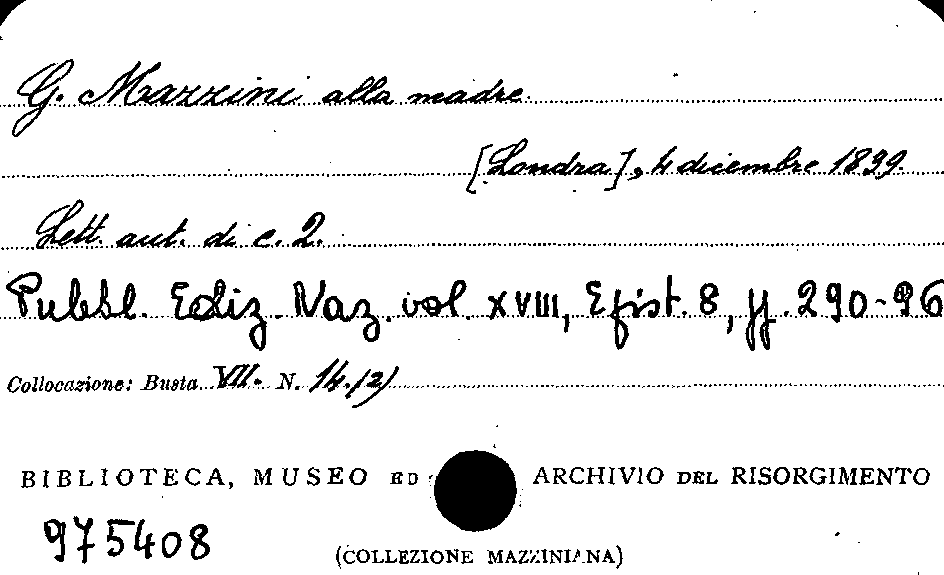 G. Mazzini alla madre.
[Londra], 4 dicembre 1839.
Lett. aut. di c. 2.
Pubbl. Ediz. Naz. vol. XVIII, Epist. 8, pp. 290-96
Collocazione: Busta VII. N. 14.(2)
BIBLIOTECA, MUSEO ED ARCHIVIO DEL RISORGIMENTO
975408
(COLLEZIONE MAZZINIANA)